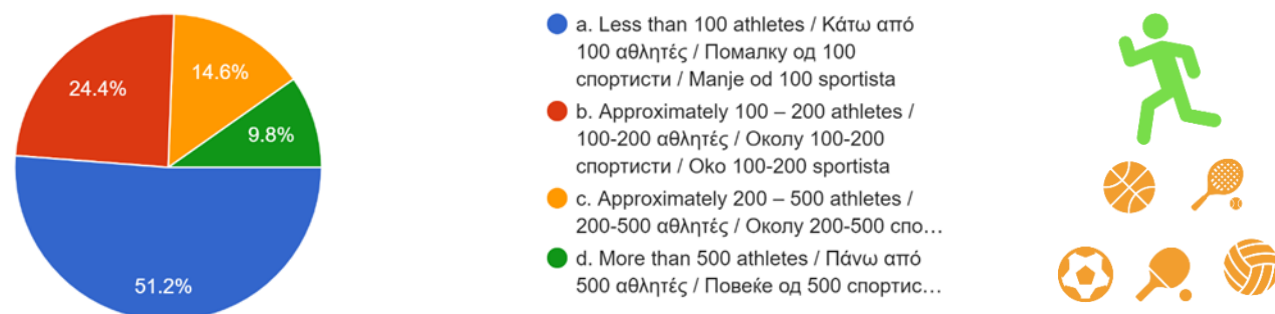 24.4%
14.6%
9.8%
51.2%
a. Less than 100 athletes / Κάτω από
100 αθλητές / Помалку од 100
спортисти / Manje od 100 sportista
b. Approximately 100 – 200 athletes /
100-200 αθλητές / Околу 100-200
спортисти / Oko 100-200 sportista
c. Approximately 200 – 500 athletes /
200-500 αθλητές / Околу 200-500 спо…
d. More than 500 athletes / Πάνω από
500 αθλητές / Повеќе од 500 спортис…